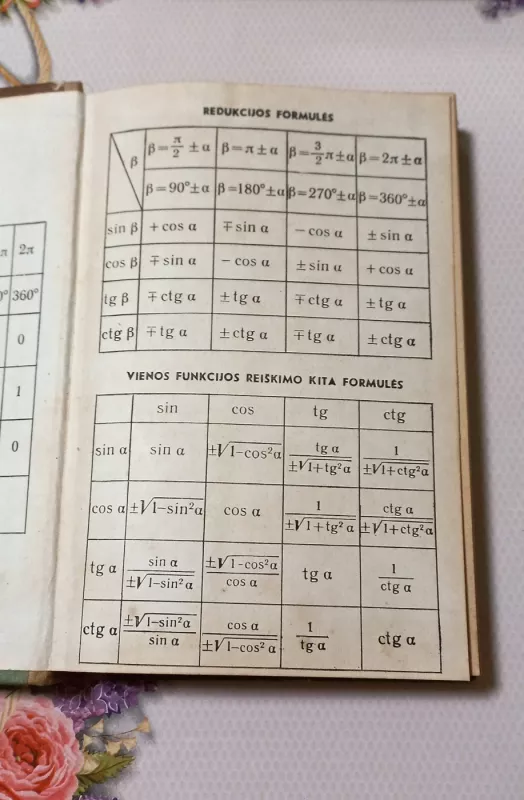 REDUKCIJOS FORMULĖS
β β=π/2 ±α β=π±α β=3/2π±α β=2π±α
β=90°±α β=180°±α β=270°±α β=360°±α
sin β +cos α ∓sin α −cos α ±sin α
cos β ∓sin α −cos α ±sin α +cos α
tg β ∓ctg α ±tg α ∓ctg α ±tg α
ctg β ∓tg α ±ctg α ∓tg α ±ctg α
VIENOS FUNKCIJOS REIŠKIMO KITA FORMULĖS
sin cos tg ctg
sin α sin α ±√1-cos²α tg α/±√1+tg²α 1/±√1+ctg²α
cos α ±√1-sin²α cos α 1/±√1+tg²α ctg α/±√1+ctg²α
tg α sin α/±√1-sin²α ±√1-cos²α/cos α tg α 1/ctg α
ctg α ±√1-sin²α/sin α cos α/±√1-cos²α 1/tg α ctg α
2π
360°
0
1
0